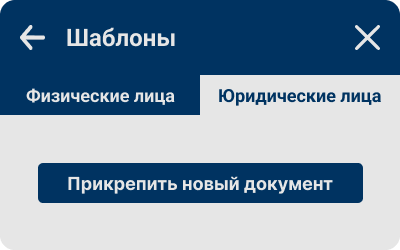 Шаблоны
Физические лица
Юридические лица
Прикрепить новый документ